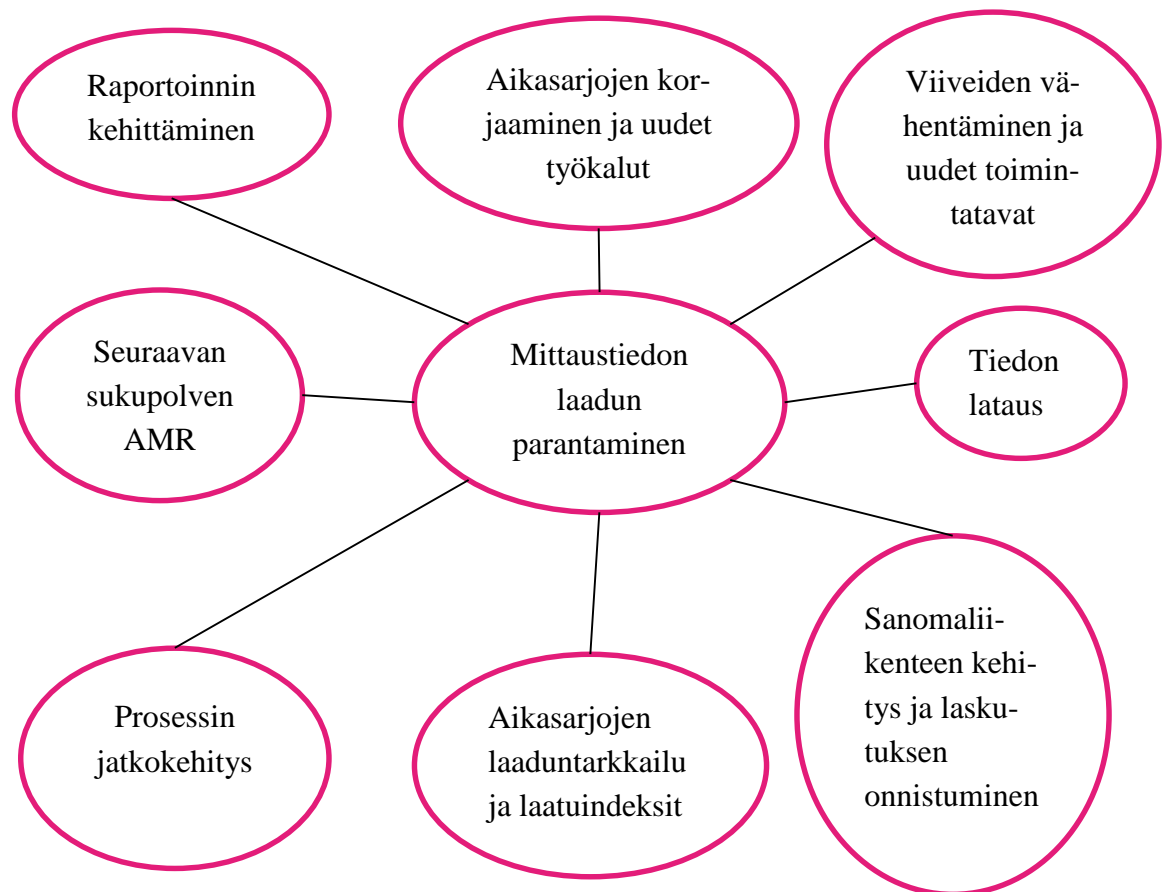 Raportoinnin
kehittäminen
Aikasarjojen kor-
jaaminen ja uudet
työkalut
Viiveiden vä-
hentäminen ja
uudet toimin-
tatavat
Seuraavan
sukupolven
AMR
Mittaustiedon
laadun
parantaminen
Tiedon
lataus
Prosessin
jatkokehitys
Aikasarjojen
laaduntarkkailu
ja laatuindeksit
Sanomalii-
kenteen kehi-
tys ja lasku-
tuksen
onnistuminen